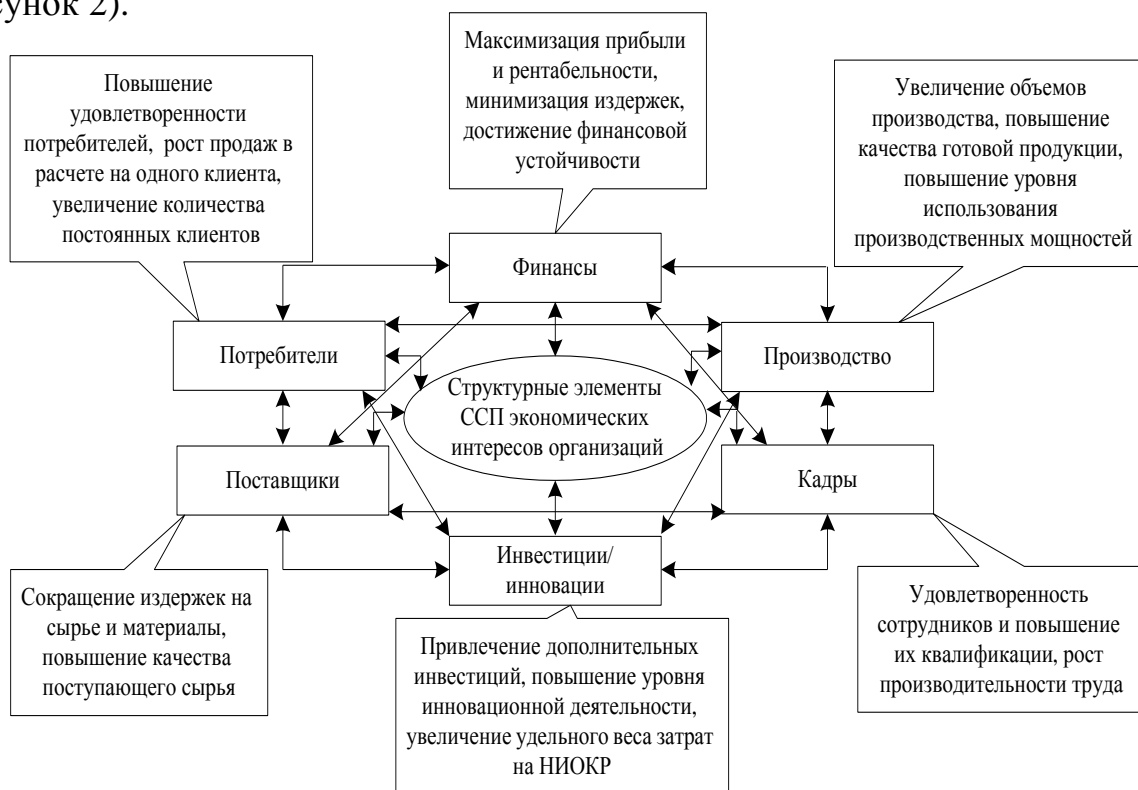 сунок 2).
Максимизация прибыли
и рентабельности,
минимизация издержек,
достижение финансовой
устойчивости
Повышение
удовлетворенности
потребителей, рост продаж в
расчете на одного клиента,
увеличение количества
постоянных клиентов
Увеличение объемов
производства, повышение
качества готовой продукции,
повышение уровня
использования
производственных мощностей
Финансы
Потребители
Производство
Структурные элементы
ССП экономических
интересов организаций
Поставщики
Кадры
Инвестиции/
инновации
Сокращение издержек на
сырье и материалы,
повышение качества
поступающего сырья
Привлечение дополнительных
инвестиций, повышение уровня
инновационной деятельности,
увеличение удельного веса затрат
на НИОКР
Удовлетворенность
сотрудников и повышение
их квалификации, рост
производительности труда